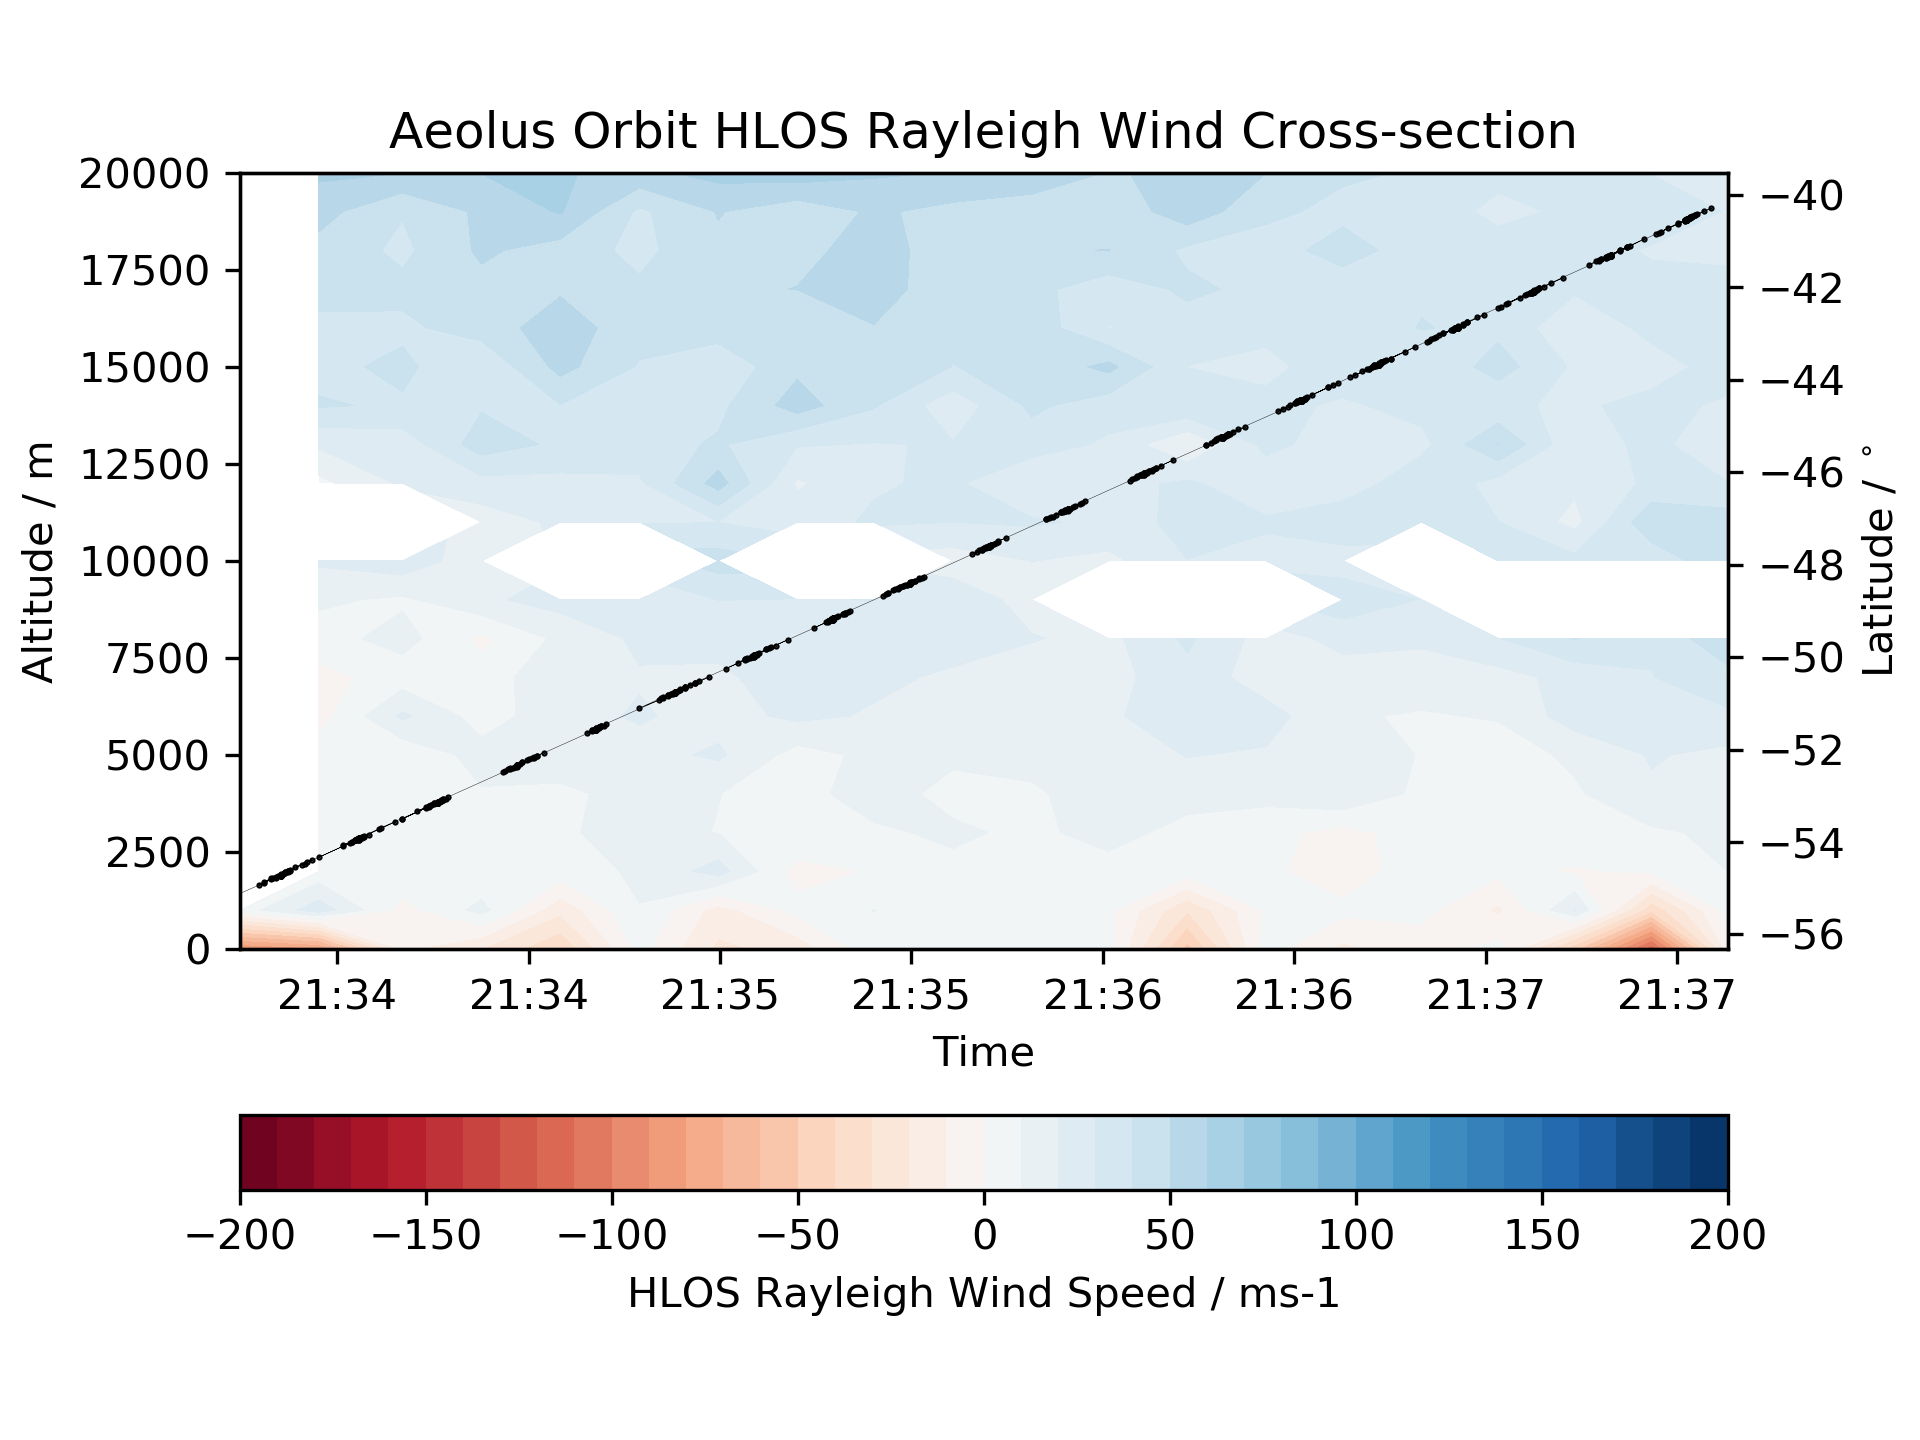 Aeolus Orbit HLOS Rayleigh Wind Cross-section
20000
17500
15000
12500
10000
7500
5000
2500
0
Altitude / m
−40
−42
−44
−46
−48
−50
−52
−54
−56
Latitude / °
21:34 21:34 21:35 21:35 21:36 21:36 21:37 21:37
Time
−200 −150 −100 −50 0 50 100 150 200
HLOS Rayleigh Wind Speed / ms-1